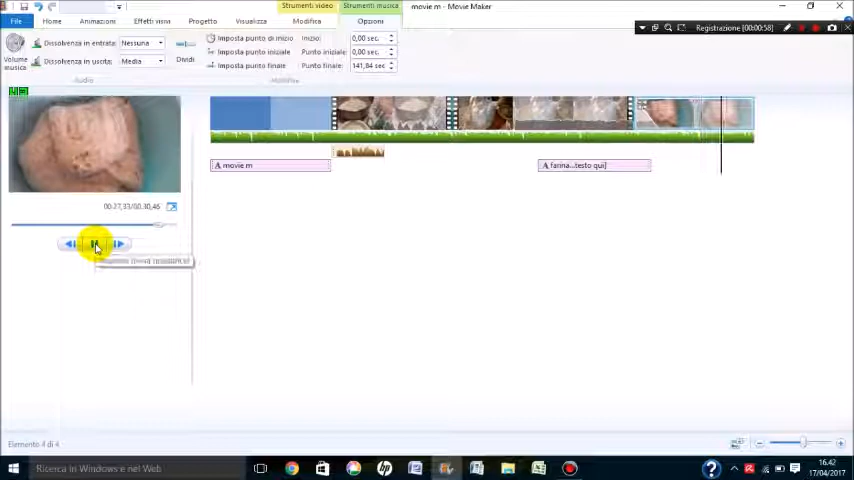 Strumenti video
Strumenti musica
movie m - Movie Maker
File
Home
Animazioni
Effetti visivi
Progetto
Visualizza
Modifica
Opzioni
Registrazione [00:00:58]
Volume musica
Dissolvenza in entrata: Nessuna
Dissolvenza in uscita: Media
Audio
Dividi
Imposta punto di inizio
Imposta punto iniziale
Imposta punto finale
Inizio: 0,00 sec.
Punto iniziale: 0,00 sec.
Punto finale: 141,84 sec
Modifica
00:27,33/00:30,46
A movie m
A farina...testo qui]
Elemento 4 di 4
Ricerca in Windows e nel Web
16.42
17/04/2017